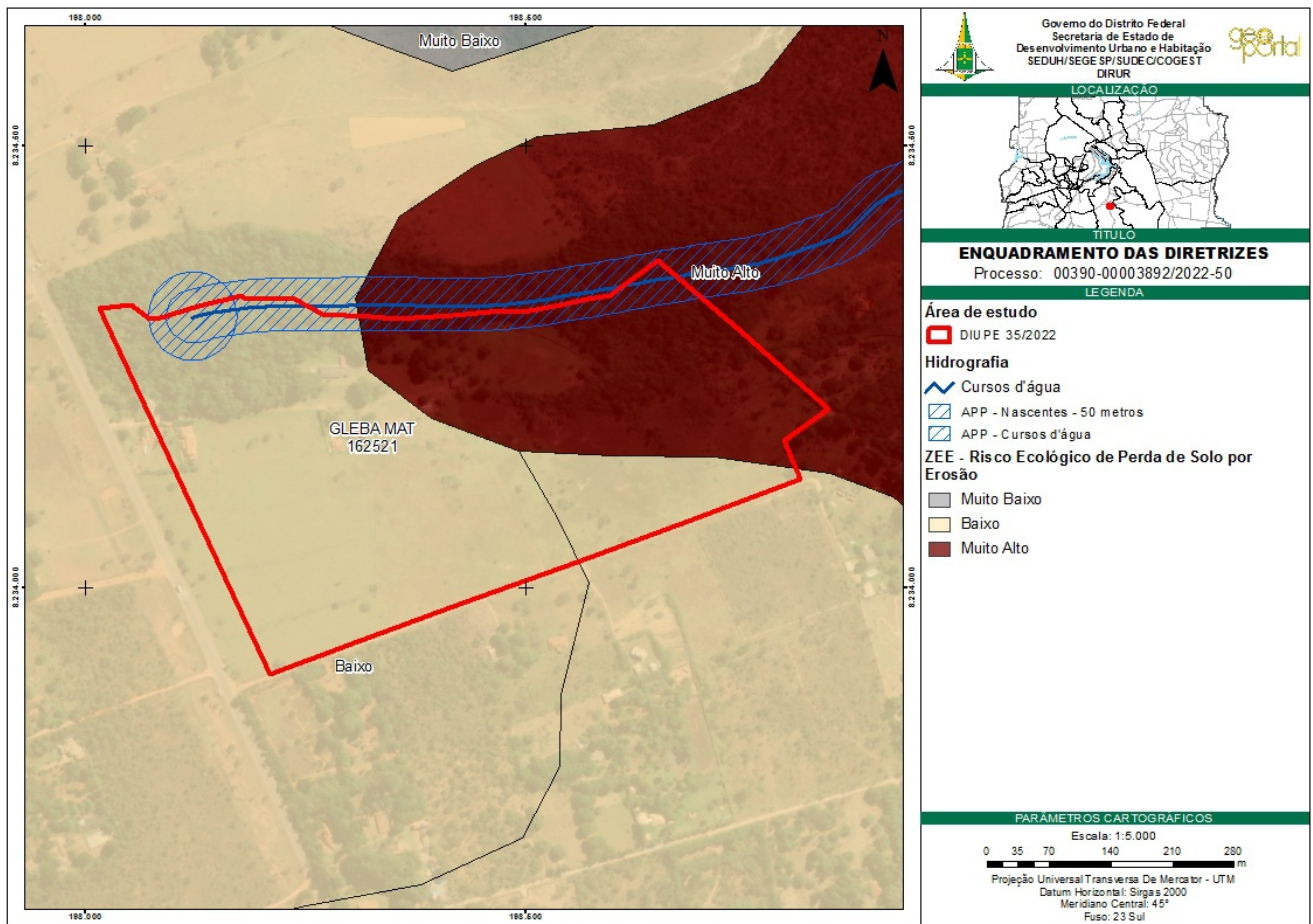 198.000
198.500
8.234.500
8.234.500
Muito Baixo
N
Muito Alto
GLEBA MAT
162521
Baixo
8.234.000
8.234.000
198.000
198.500
Governo do Distrito Federal
Secretaria de Estado de
Desenvolvimento Urbano e Habitação
SEDUH/SEGESP/SUDEC/COGEST
DIRUR
geo
portal
LOCALIZAÇÃO
TÍTULO
ENQUADRAMENTO DAS DIRETRIZES
Processo: 00390-00003892/2022-50
LEGENDA
Área de estudo
DIUPE 35/2022
Hidrografia
Cursos d'água
APP - Nascentes - 50 metros
APP - Cursos d'água
ZEE - Risco Ecológico de Perda de Solo por
Erosão
Muito Baixo
Baixo
Muito Alto
PARÂMETROS CARTOGRÁFICOS
Escala: 1:5.000
0 35 70 140 210 280
m
Projeção Universal Transversa De Mercator - UTM
Datum Horizontal: Sirgas 2000
Meridiano Central: 45°
Fuso: 23 Sul